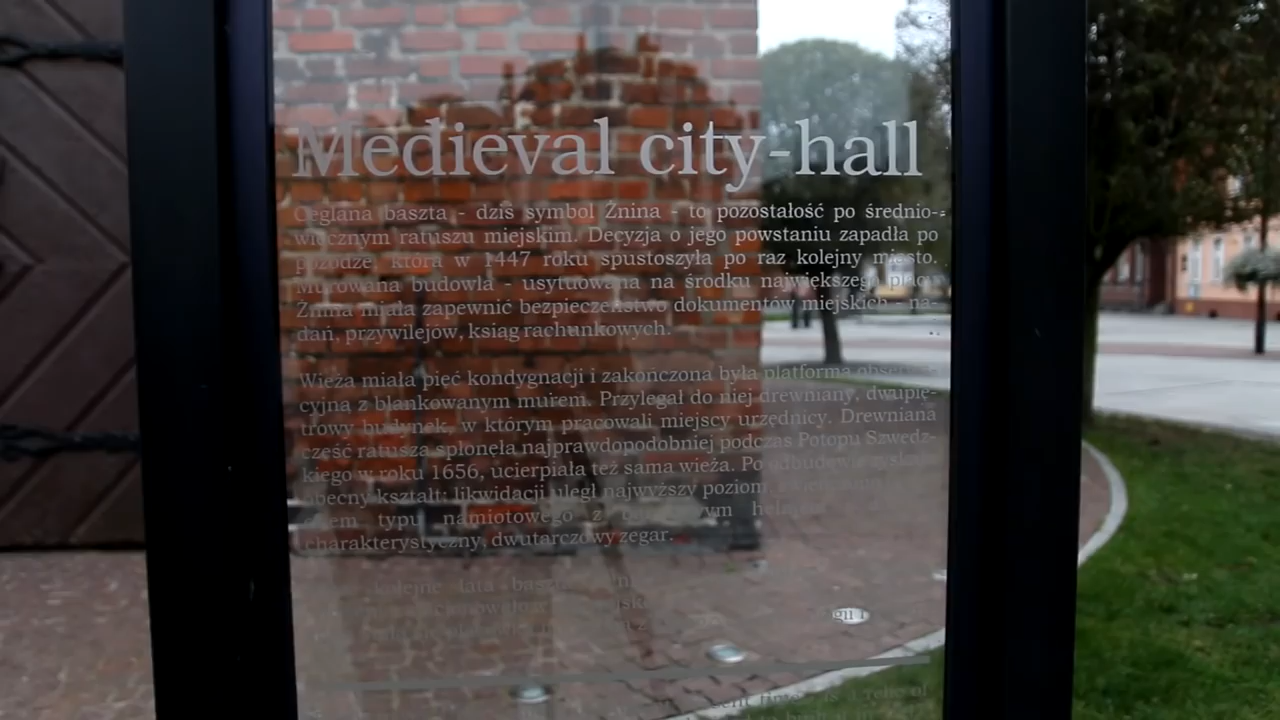 Medieval city-hall
Ceglana baszta - dziś symbol Żnina - to pozostałość po średnio-
wiecznym ratuszu miejskim. Decyzja o jego powstaniu zapadła po
pożodze, która w 1447 roku spustoszyła po raz kolejny miasto.
Murowana budowla - usytuowana na środku największego placu
Żnina miała zapewnić bezpieczeństwo dokumentów miejskich - na-
dań, przywilejów, ksiąg rachunkowych.
Wieża miała pięć kondygnacji i zakończona była platformą obserwa-
cyjną z blankowanym murem. Przylegał do niej drewniany, dwupię-
trowy budynek, w którym pracowali miejscy urzędnicy. Drewniana
część ratusza spłonęła najprawdopodobniej podczas Potopu Szwedz-
kiego w roku 1656, ucierpiała też sama wieża. Po odbudowie zyskała
obecny kształt: likwidacji uległ najwyższy poziom,
typu namiotowego z
charakterystyczny, dwutarczowy zegar.
kolejne lata